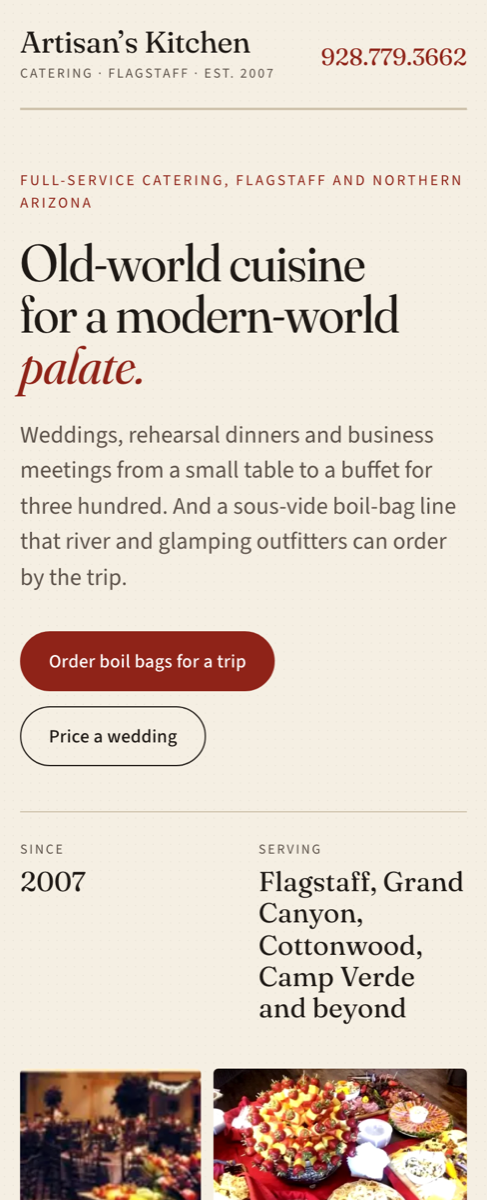 Artisan’s Kitchen
CATERING · FLAGSTAFF · EST. 2007
928.779.3662
FULL-SERVICE CATERING, FLAGSTAFF AND NORTHERN
ARIZONA
Old-world cuisine
for a modern-world
palate.
Weddings, rehearsal dinners and business
meetings from a small table to a buffet for
three hundred. And a sous-vide boil-bag line
that river and glamping outfitters can order
by the trip.
Order boil bags for a trip
Price a wedding
SINCE
2007
SERVING
Flagstaff, Grand
Canyon,
Cottonwood,
Camp Verde
and beyond